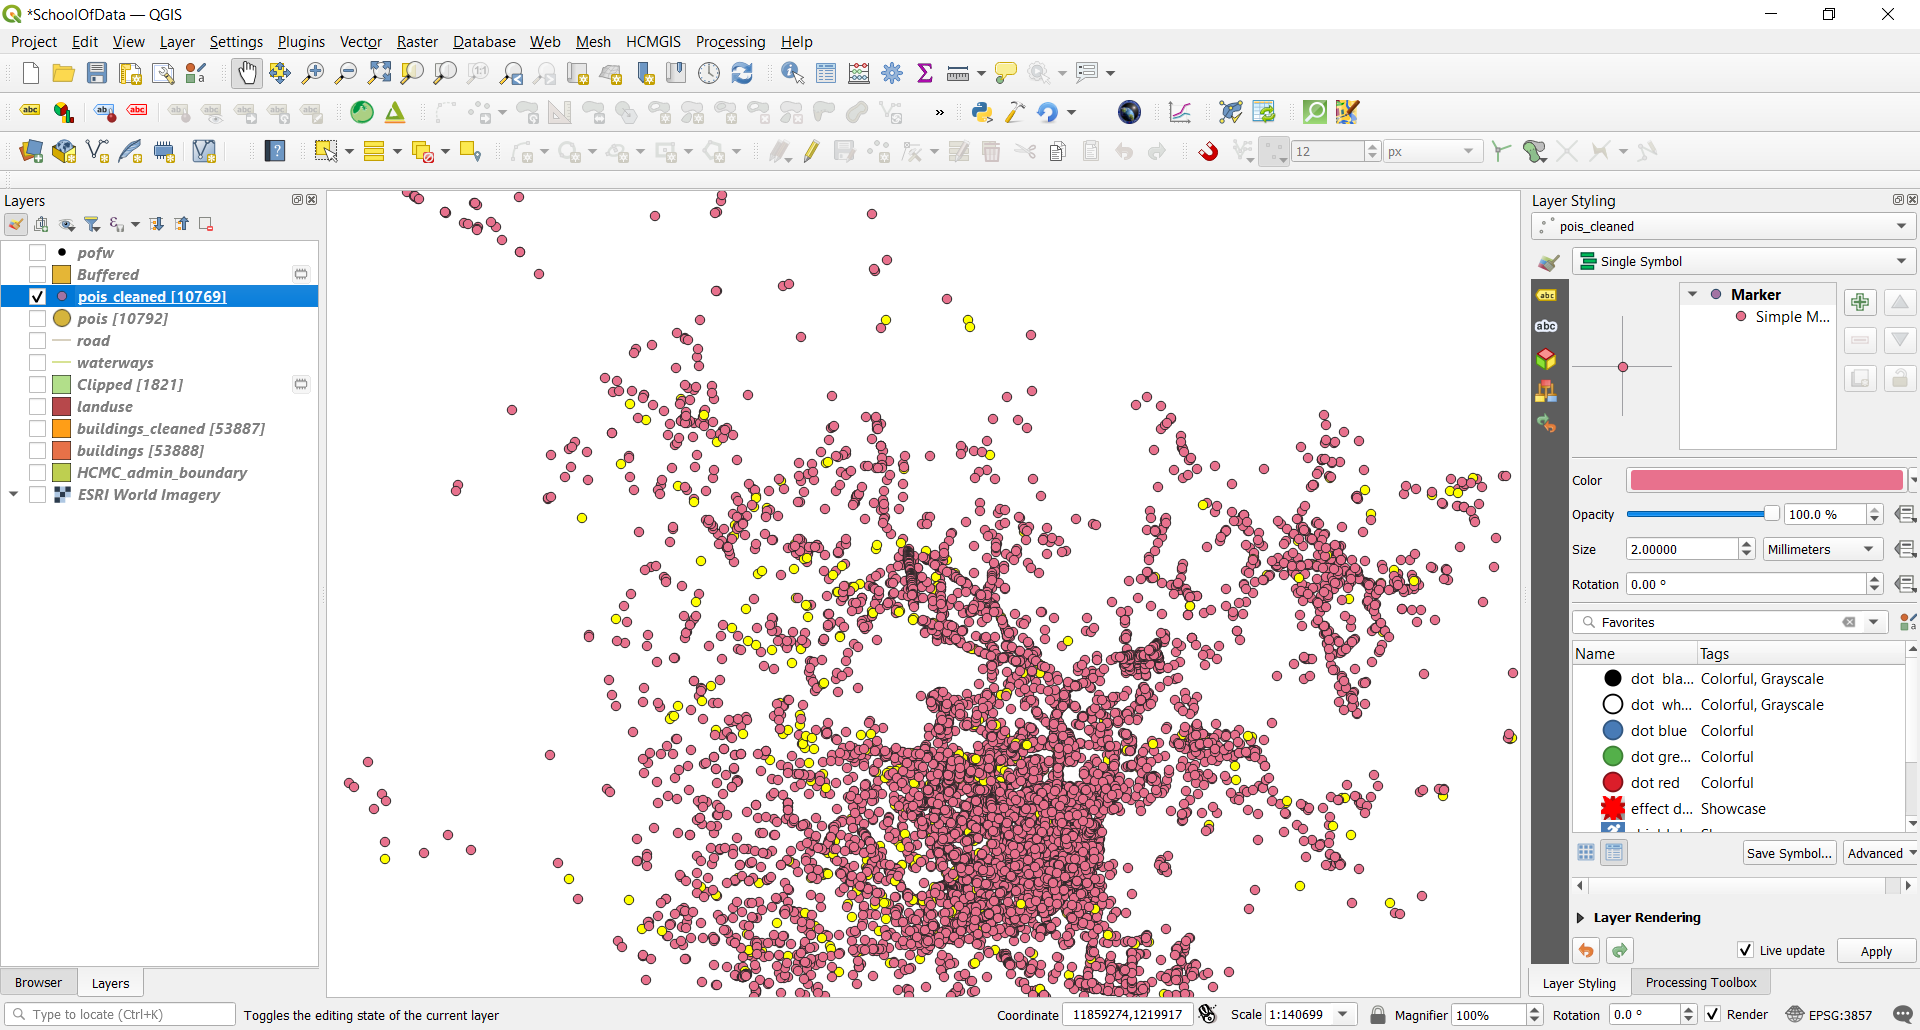 *SchoolOfData — QGIS
Project Edit View Layer Settings Plugins Vector Raster Database Web Mesh HCMGIS Processing Help
12 px
Layers
pofw
Buffered
pois_cleaned [10769]
pois [10792]
road
waterways
Clipped [1821]
landuse
buildings_cleaned [53887]
buildings [53888]
HCMC_admin_boundary
ESRI World Imagery
Browser Layers
Layer Styling
pois_cleaned
Single Symbol
Marker
Simple M...
Color
Opacity 100.0 %
Size 2.00000 Millimeters
Rotation 0.00 °
Favorites
Name Tags
dot bla... Colorful, Grayscale
dot wh... Colorful, Grayscale
dot blue Colorful
dot gre... Colorful
dot red Colorful
effect d... Showcase
Save Symbol... Advanced
Layer Rendering
Live update Apply
Layer Styling Processing Toolbox
Type to locate (Ctrl+K) Toggles the editing state of the current layer Coordinate 11859274,1219917 Scale 1:140699 Magnifier 100% Rotation 0.0 ° Render EPSG:3857